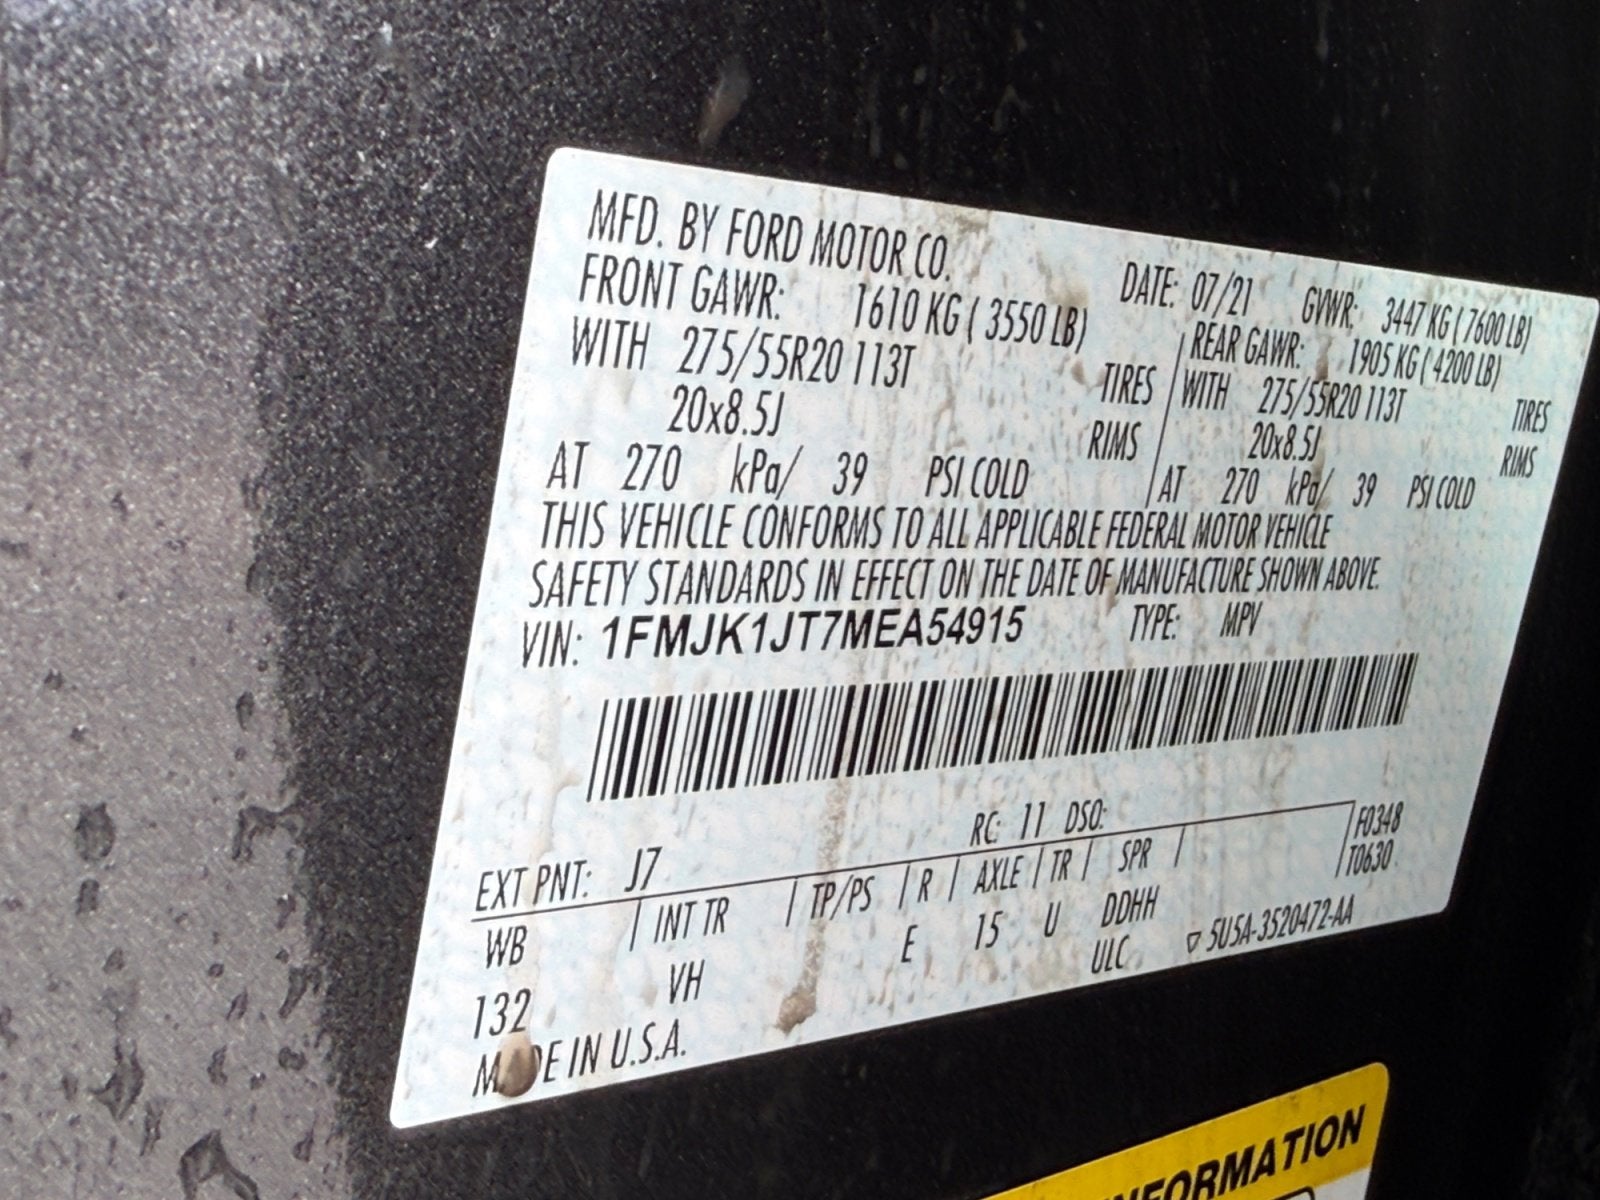 MFD. BY FORD MOTOR CO.
DATE: 07/21 GVWR: 3447 KG ( 7600 LB)
FRONT GAWR: 1610 KG ( 3550 LB) REAR GAWR: 1905 KG ( 4200 LB)
WITH 275/55R20 113T TIRES WITH 275/55R20 113T TIRES
20x8.5J RIMS 20x8.5J RIMS
AT 270 kPa/ 39 PSI COLD AT 270 kPa/ 39 PSI COLD
THIS VEHICLE CONFORMS TO ALL APPLICABLE FEDERAL MOTOR VEHICLE
SAFETY STANDARDS IN EFFECT ON THE DATE OF MANUFACTURE SHOWN ABOVE.
VIN: 1FMJK1JT7MEA54915 TYPE: MPV
EXT PNT: J7 RC: 11 DSO: F0348
WB INT TR TP/PS R AXLE TR SPR T0630
132 VH E 15 U DDHH
ULC 5U5A-3520472-AA
MADE IN U.S.A.